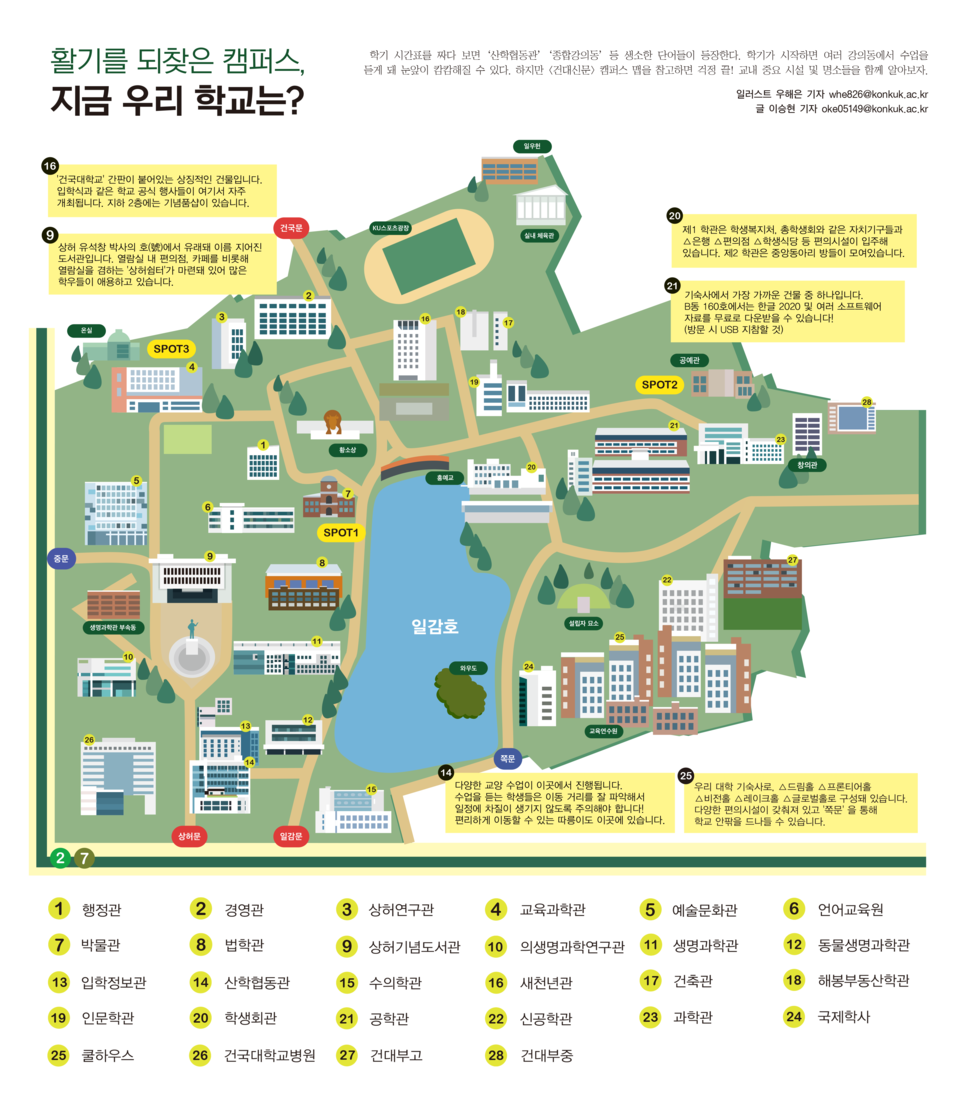 활기를 되찾은 캠퍼스,
지금 우리 학교는?
학기 시간표를 짜다 보면 ‘산학협동관’ ‘종합강의동’ 등 생소한 단어들이 등장한다. 학기가 시작하면 여러 강의동에서 수업을
듣게 돼 눈앞이 캄캄해질 수 있다. 하지만 <건대신문> 캠퍼스 맵을 참고하면 걱정 끝! 교내 중요 시설 및 명소들을 함께 알아보자.
일러스트 우해은 기자 whe826@konkuk.ac.kr
글 이승현 기자 oke05149@konkuk.ac.kr
16
'건국대학교' 간판이 붙어있는 상징적인 건물입니다.
입학식과 같은 학교 공식 행사들이 여기서 자주
개최됩니다. 지하 2층에는 기념품샵이 있습니다.
9
상허 유석창 박사의 호(號)에서 유래돼 이름 지어진
도서관입니다. 열람실 내 편의점, 카페를 비롯해
열람실을 겸하는 '상허쉼터'가 마련돼 있어 많은
학우들이 애용하고 있습니다.
20
제1 학관은 학생복지처, 총학생회와 같은 자치기구들과
△은행 △편의점 △학생식당 등 편의시설이 입주해
있습니다. 제2 학관은 중앙동아리 방들이 모여있습니다.
21
기숙사에서 가장 가까운 건물 중 하나입니다.
B동 160호에서는 한글 2020 및 여러 소프트웨어
자료를 무료로 다운받을 수 있습니다!
(방문 시 USB 지참할 것)
일우헌
실내 체육관
KU스포츠광장
건국문
2
3
16
18
17
온실
SPOT3
4
19
공예관
SPOT2
28
황소상
1
21
23
창의관
홍예교
20
5
6
7
SPOT1
중문
9
8
27
22
생명과학관 부속동
일감호
설립자 묘소
11
25
10
와우도
24
26
13
12
교육연수원
14
15
쪽문
상허문
일감문
2
7
14
다양한 교양 수업이 이곳에서 진행됩니다.
수업을 듣는 학생들은 이동 거리를 잘 파악해서
일정에 차질이 생기지 않도록 주의해야 합니다!
편리하게 이동할 수 있는 따릉이도 이곳에 있습니다.
25
우리 대학 기숙사로, △드림홀 △프론티어홀
△비전홀 △레이크홀 △글로벌홀로 구성돼 있습니다.
다양한 편의시설이 갖춰져 있고 '쪽문' 을 통해
학교 안팎을 드나들 수 있습니다.
1 행정관 2 경영관 3 상허연구관 4 교육과학관 5 예술문화관 6 언어교육원
7 박물관 8 법학관 9 상허기념도서관 10 의생명과학연구관 11 생명과학관 12 동물생명과학관
13 입학정보관 14 산학협동관 15 수의학관 16 새천년관 17 건축관 18 해봉부동산학관
19 인문학관 20 학생회관 21 공학관 22 신공학관 23 과학관 24 국제학사
25 쿨하우스 26 건국대학교병원 27 건대부고 28 건대부중